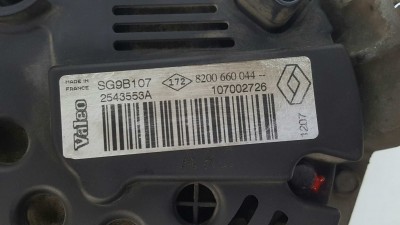 MADE IN
FRANCE
SG9B107
172
8200 660 044 --
2543553A
107002726
Valeo
1207